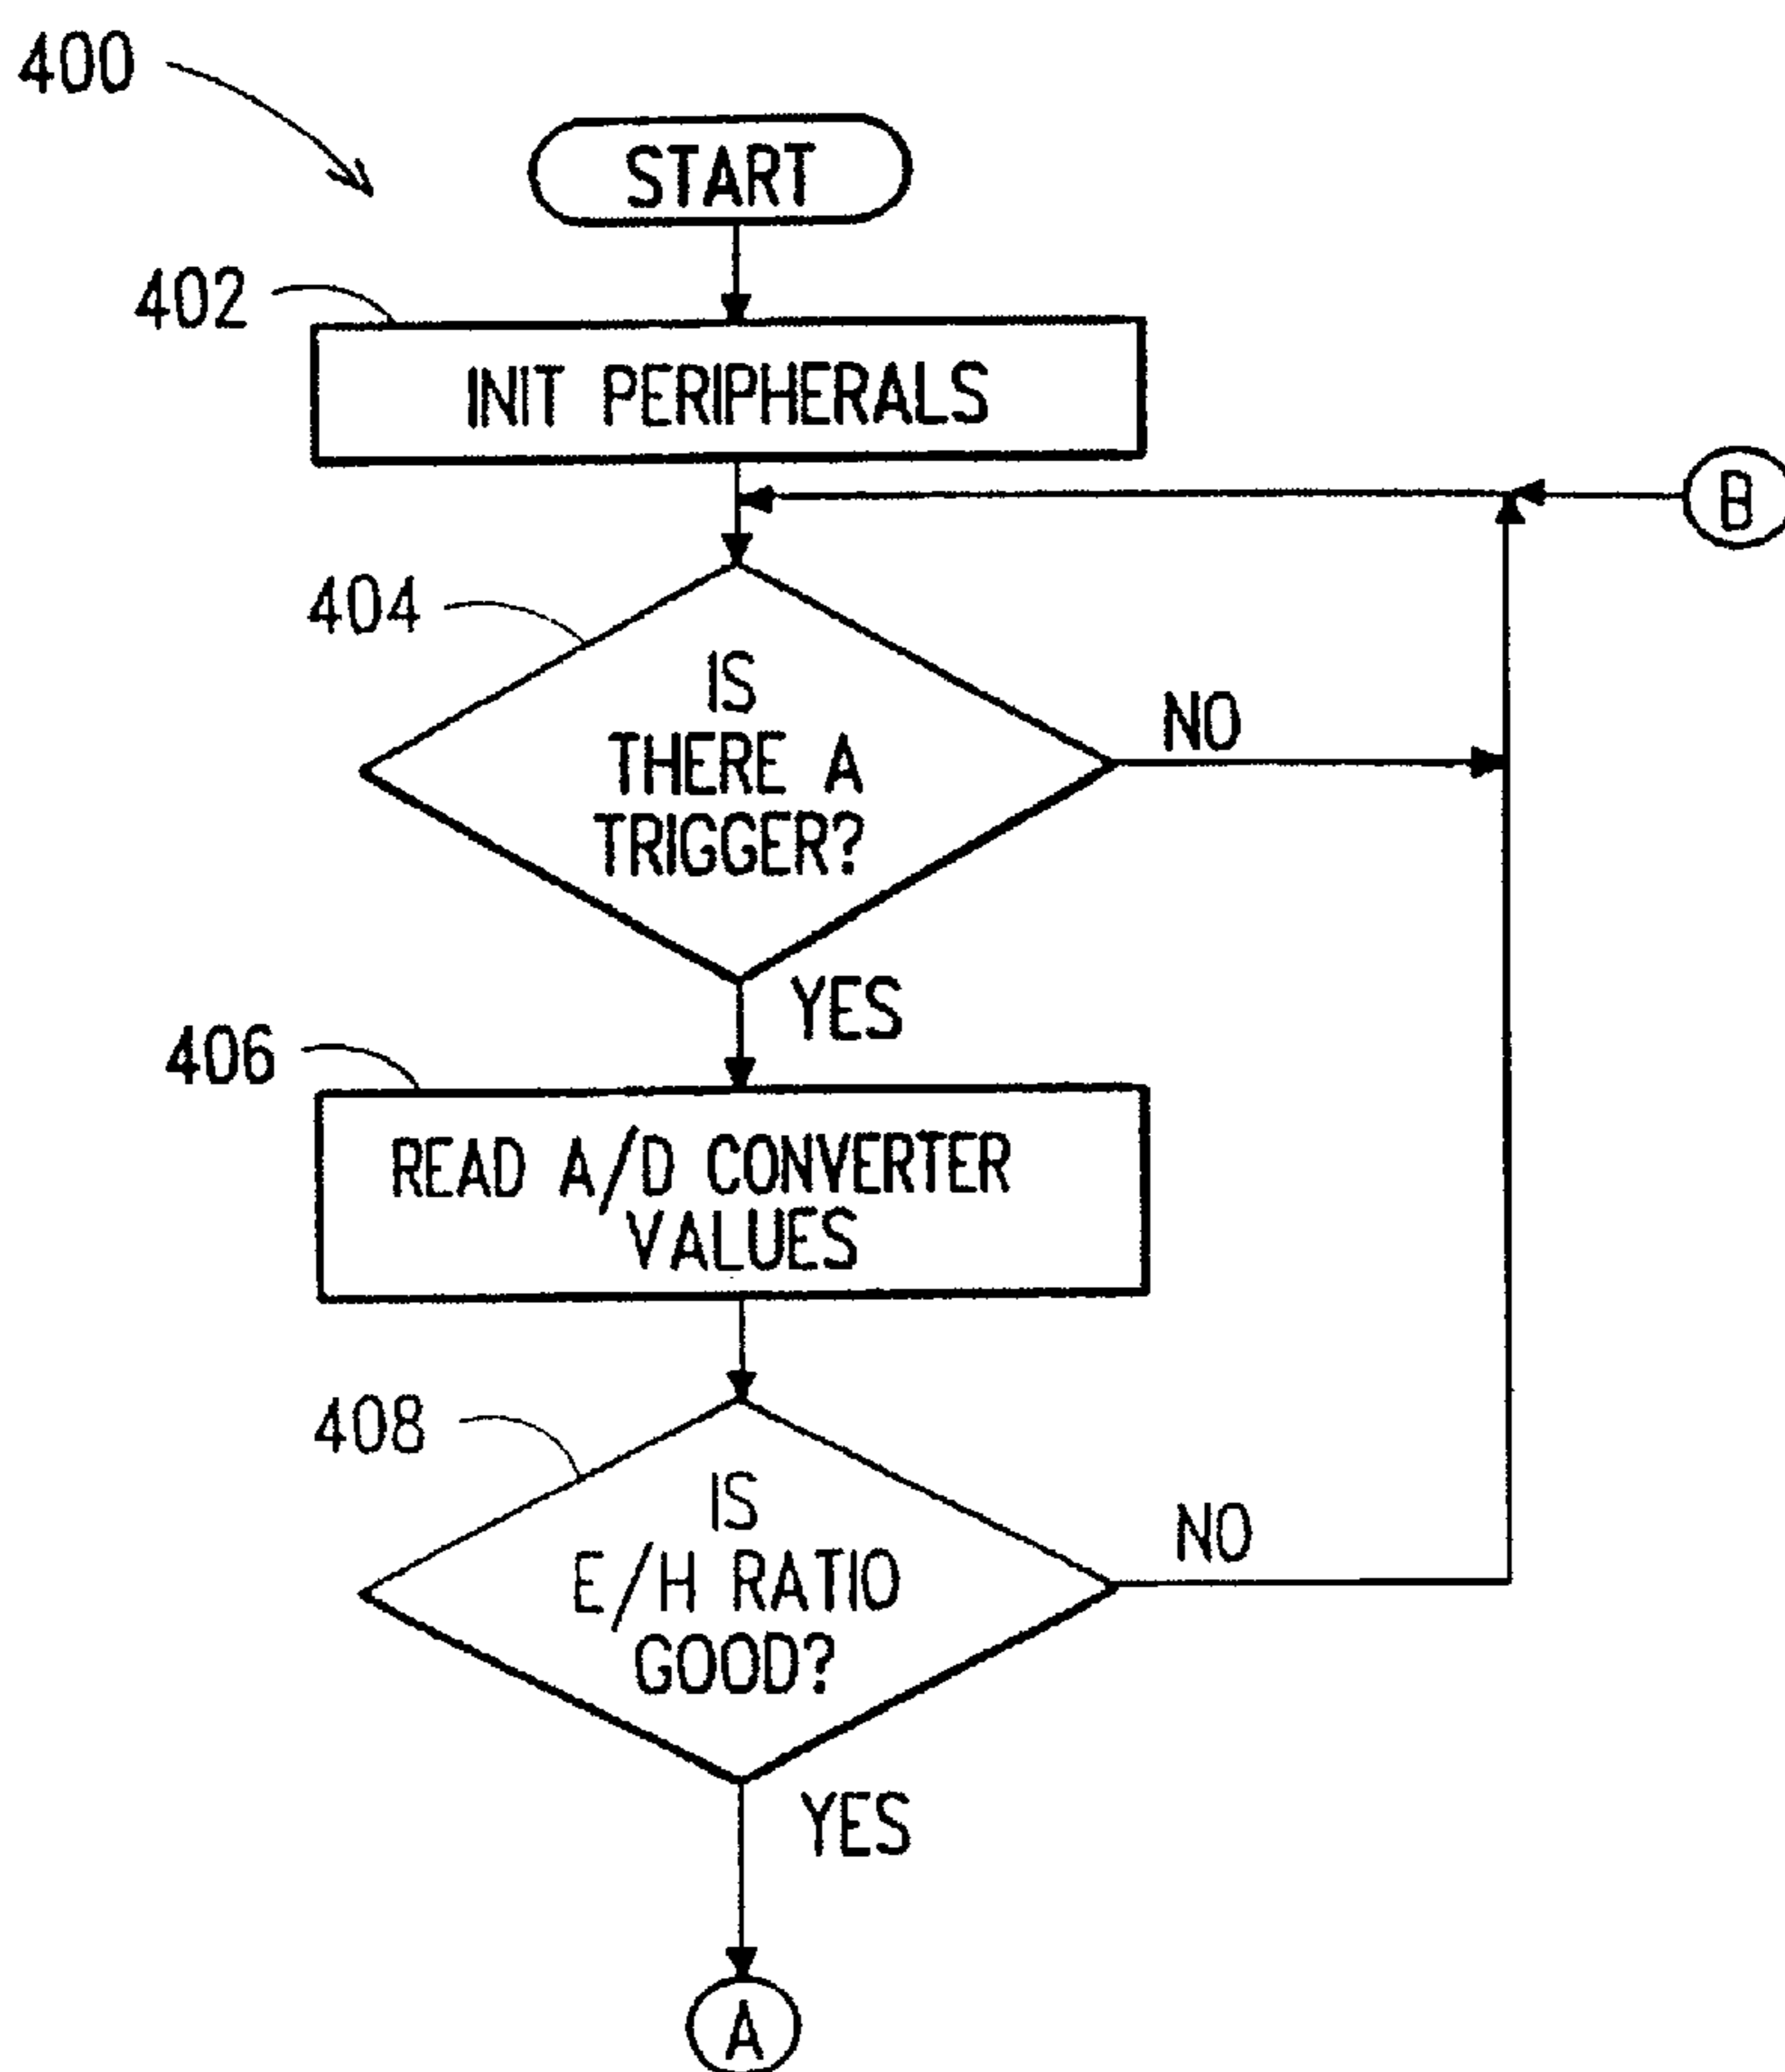 400
START
402
INIT PERIPHERALS
B
404
IS
THERE A
TRIGGER?
NO
YES
406
READ A/D CONVERTER
VALUES
408
IS
E/H RATIO
GOOD?
NO
YES
A